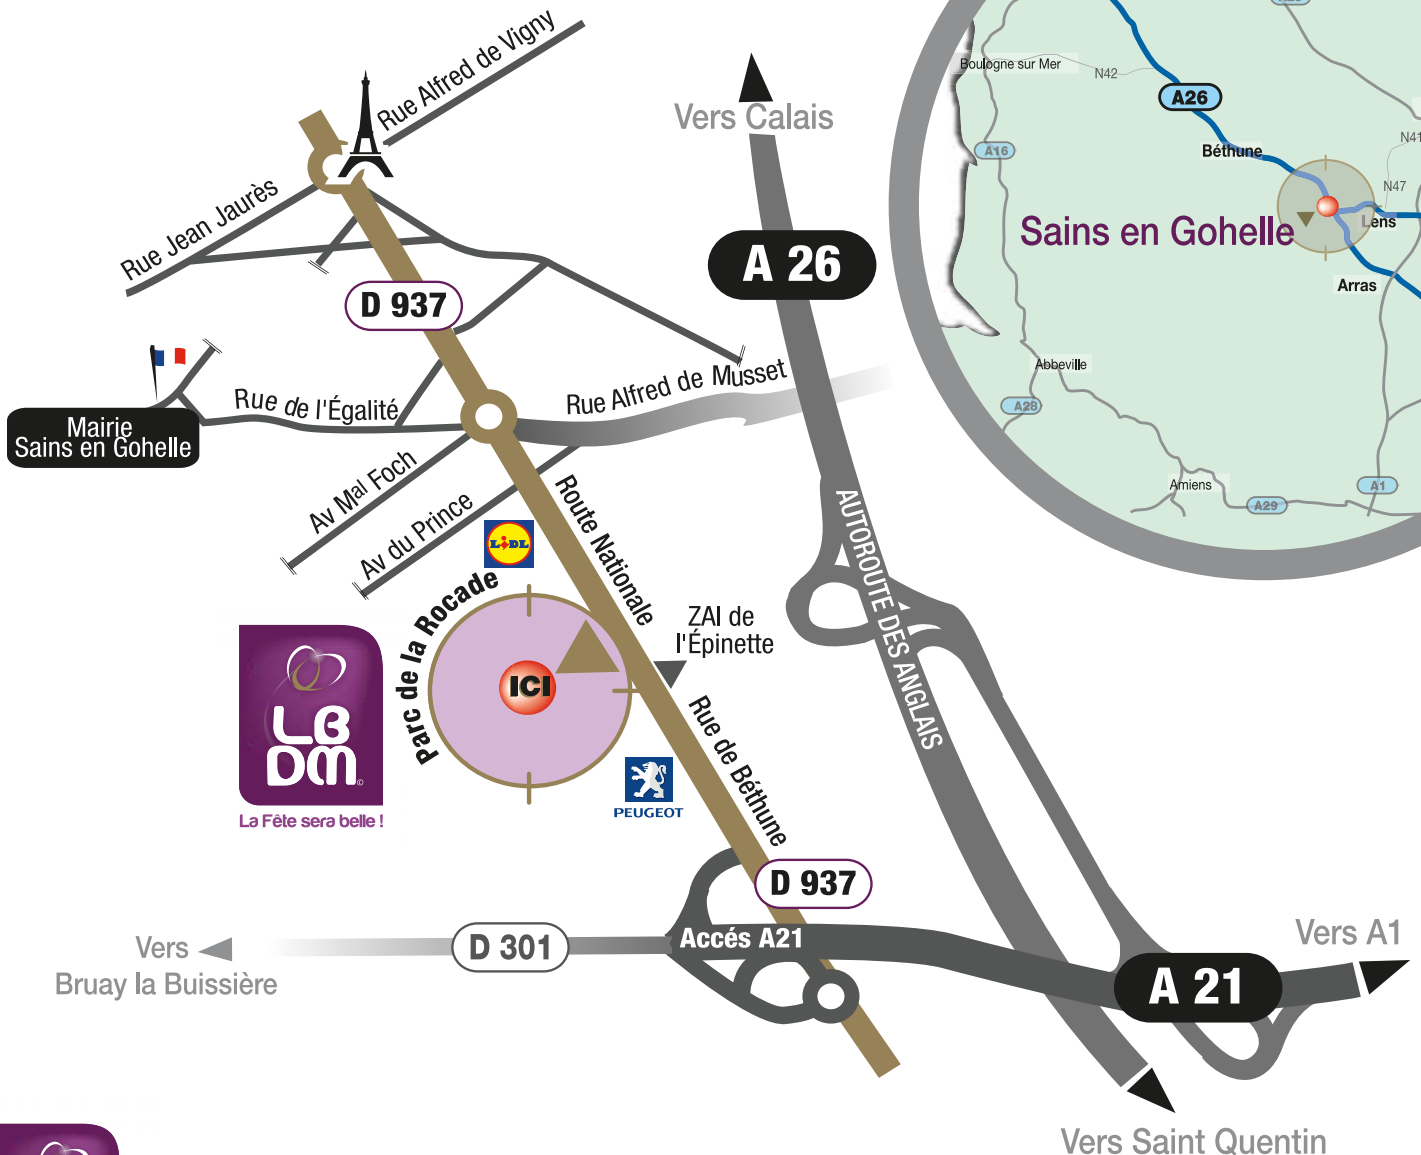 Rue Alfred de Vigny
Rue Jean Jaurès
D 937
Vers Calais
A 26
Mairie
Sains en Gohelle
Rue de l'Égalité
Rue Alfred de Musset
Av Mal Foch
Av du Prince
LIDL
Route Nationale
AUTOROUTE DES ANGLAIS
Parc de la Rocade
ICI
ZAI de
l'Épinette
LBDM
La Fête sera belle !
PEUGEOT
Rue de Béthune
D 937
Vers
Bruay la Buissière
D 301
Accés A21
A 21
Vers A1
Vers Saint Quentin
Boulogne sur Mer
N42
A26
A16
Béthune
N41
N47
Lens
Sains en Gohelle
Arras
Abbeville
A28
Amiens
A29
A1